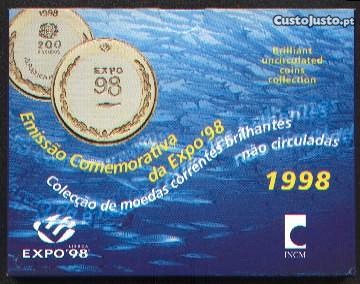 CustoJusto.pt
1998
200
ESCUDOS
EXPO
98
Brilliant
uncirculated
coins
collection
Emissão Comemorativa
da Expo'98
Colecção de moedas correntes brilhantes
não circuladas
1998
LISBOA
EXPO'98
INCM